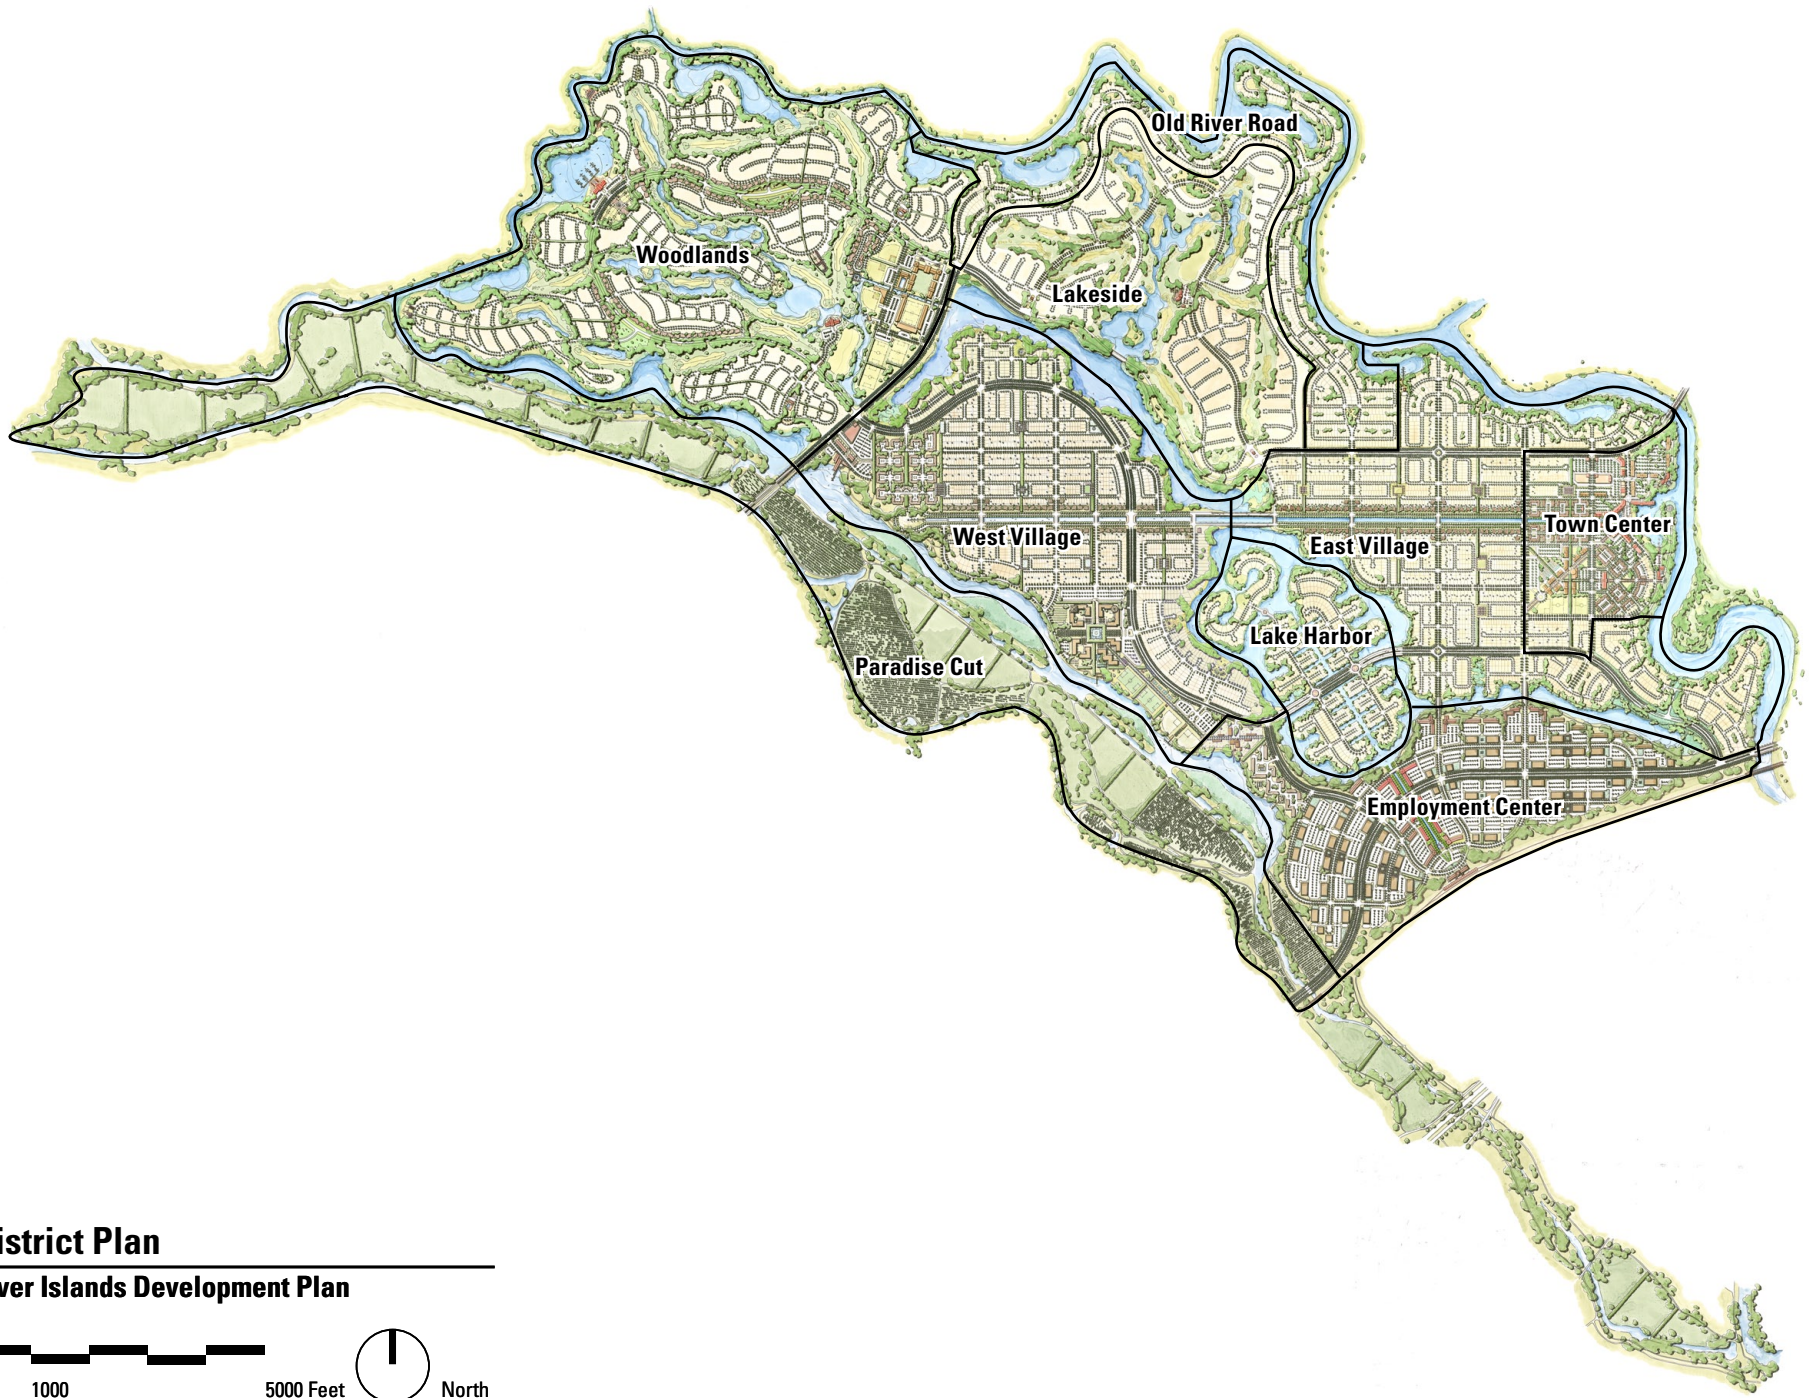 Old River Road
Woodlands
Lakeside
Town Center
West Village
East Village
Lake Harbor
Paradise Cut
Employment Center
istrict Plan
ver Islands Development Plan
1000 5000 Feet North